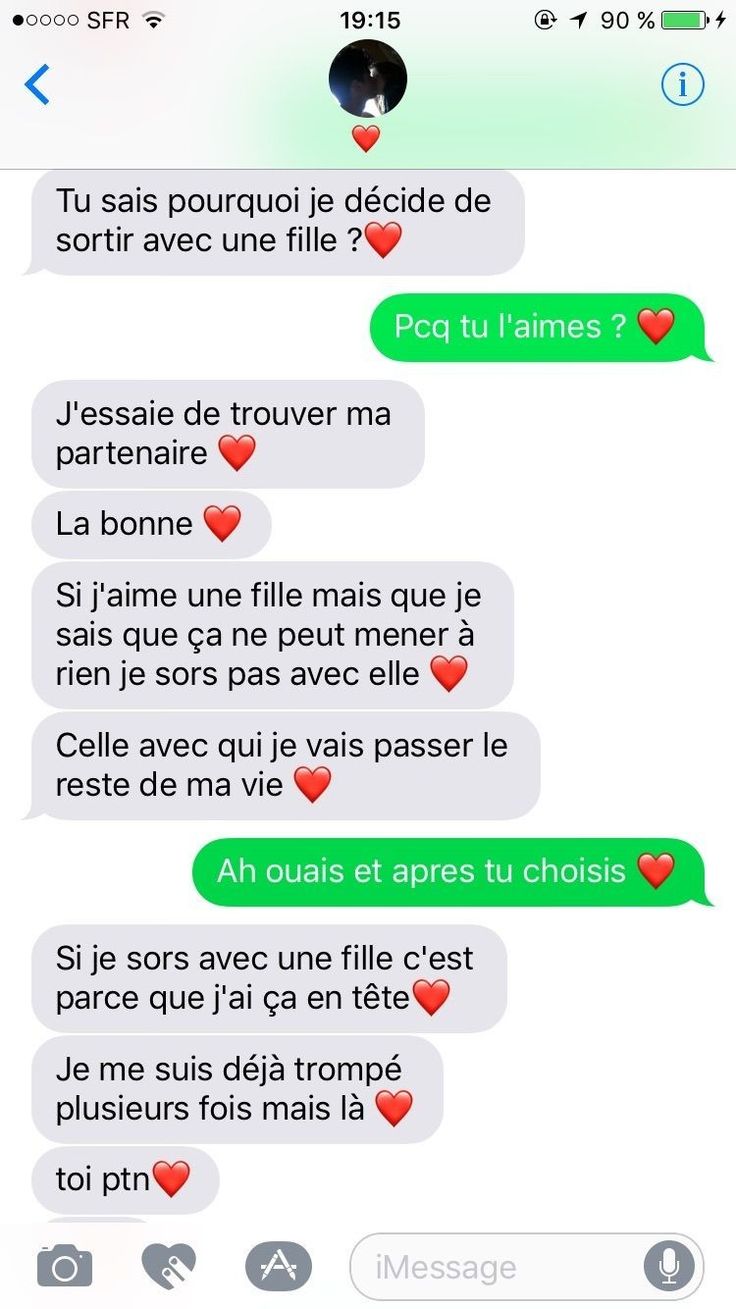 SFR 19:15 90 %
❤️
Tu sais pourquoi je décide de
sortir avec une fille ?❤️
Pcq tu l'aimes ? ❤️
J'essaie de trouver ma
partenaire ❤️
La bonne ❤️
Si j'aime une fille mais que je
sais que ça ne peut mener à
rien je sors pas avec elle ❤️
Celle avec qui je vais passer le
reste de ma vie ❤️
Ah ouais et apres tu choisis ❤️
Si je sors avec une fille c'est
parce que j'ai ça en tête❤️
Je me suis déjà trompé
plusieurs fois mais là ❤️
toi ptn❤️
iMessage